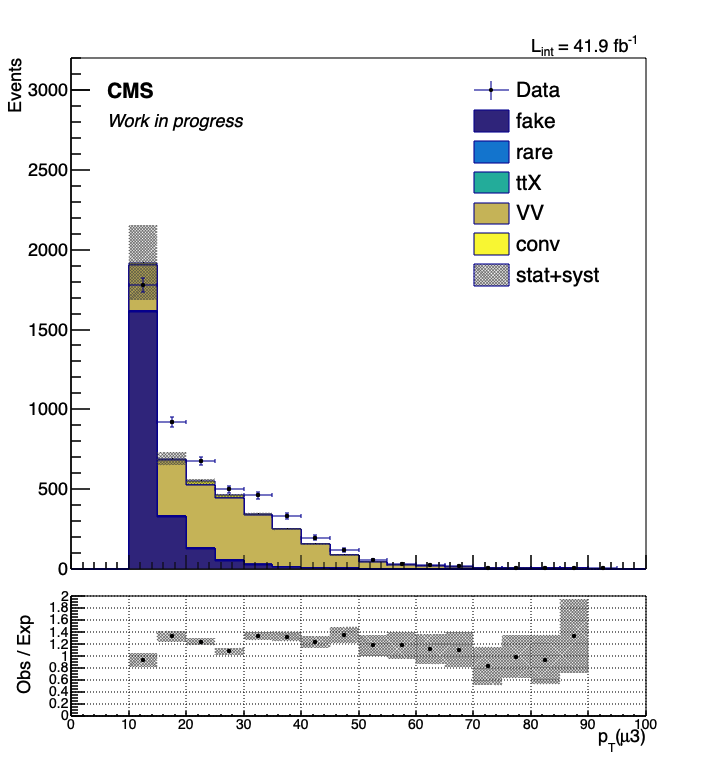 L_int = 41.9 fb⁻¹
Events
3000
2500
2000
1500
1000
500
0
CMS
Work in progress
Data
fake
rare
ttX
VV
conv
stat+syst
Obs / Exp
2
1.8
1.6
1.4
1.2
1
0.8
0.6
0.4
0.2
0
0 10 20 30 40 50 60 70 80 90 100
p_T(μ3)